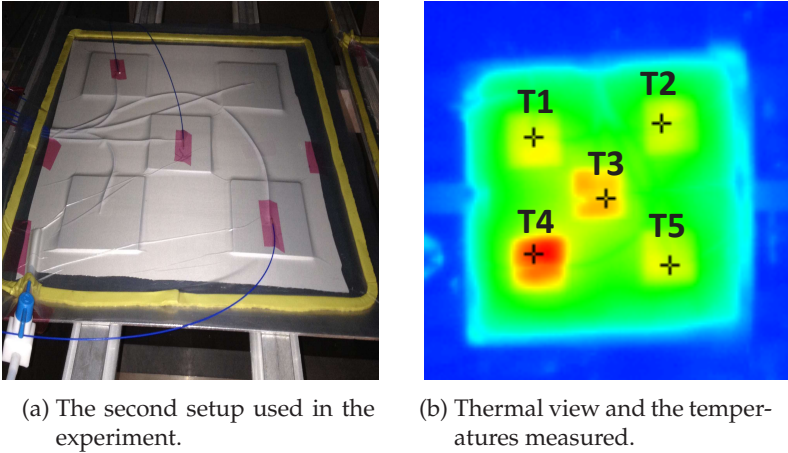 T1
T2
T3
T4
T5
(a) The second setup used in the
experiment.
(b) Thermal view and the temper-
atures measured.